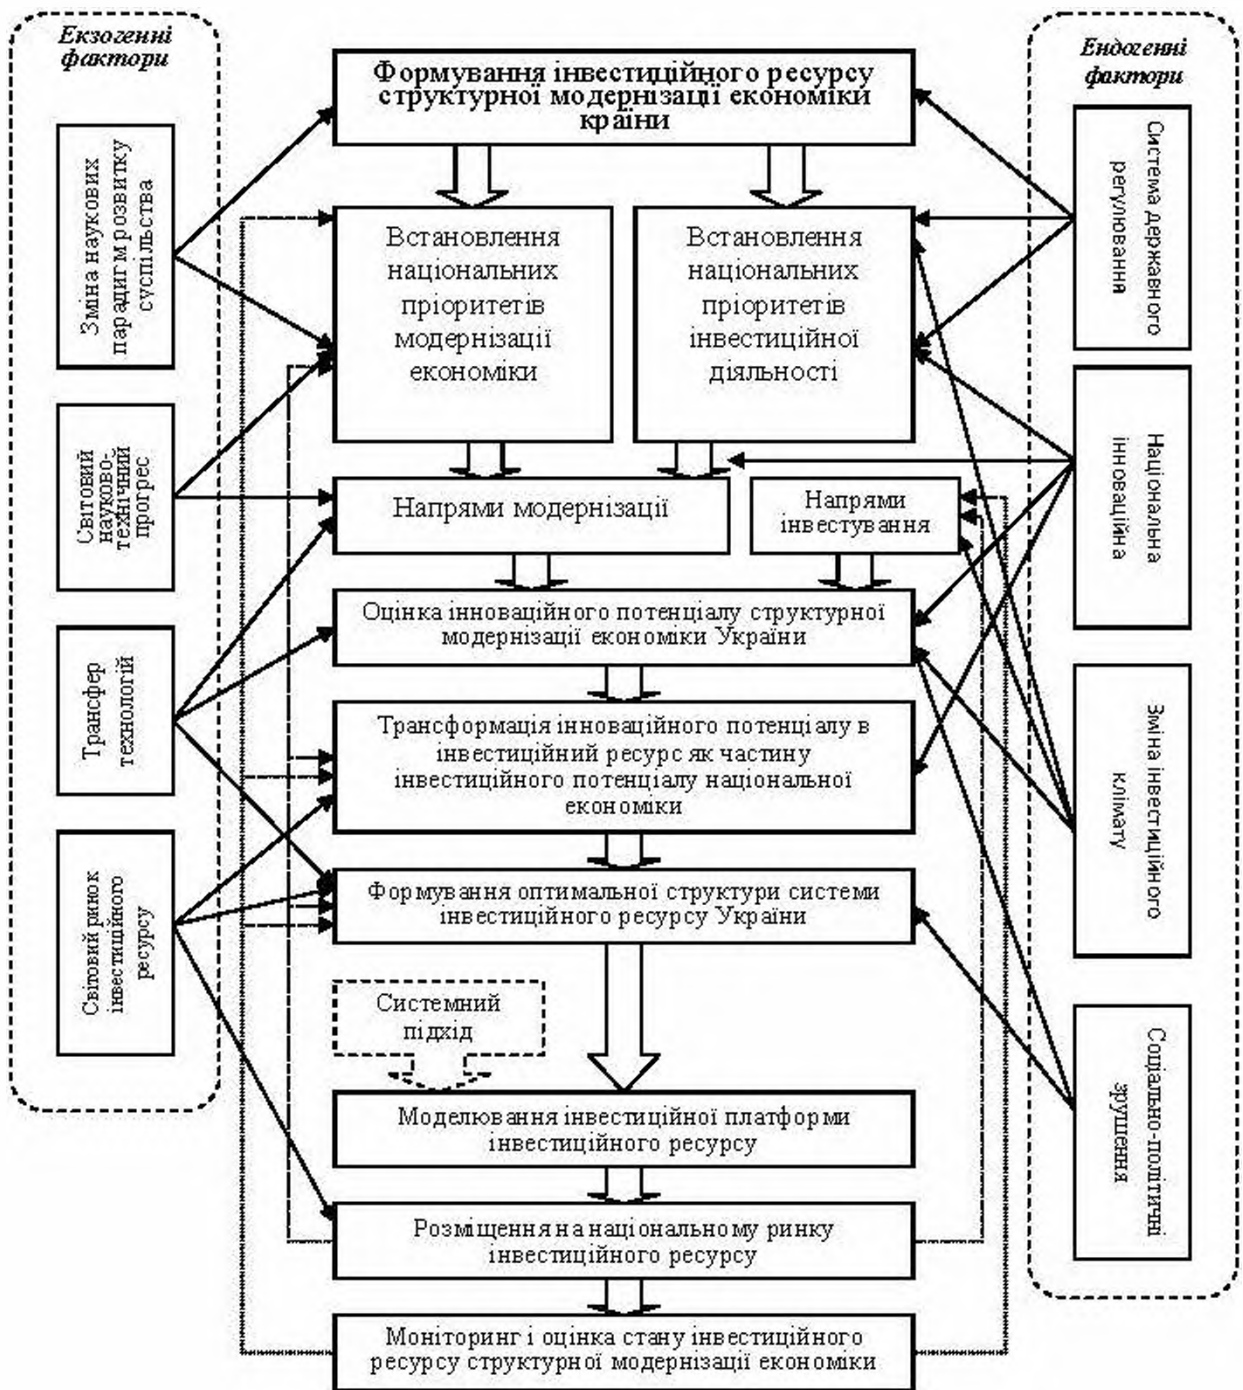 Екзогенні
фактори
Зміна наукових
парадигм розвитку
суспільства
Світовий
науково-
технічний
прогрес
Трансфер
технологій
Світовий ринок
інвестиційного
ресурсу
Формування інвестиційного ресурсу
структурної модернізації економіки
країни
Встановлення
національних
пріоритетів
модернізації
економіки
Встановлення
національних
пріоритетів
інвестиційної
діяльності
Напрями модернізації
Напрями
інвестування
Оцінка інноваційного потенціалу структурної
модернізації економіки України
Трансформація інноваційного потенціалу в
інвестиційний ресурс як частину
інвестиційного потенціалу національної
економіки
Формування оптимальної структури системи
інвестиційного ресурсу України
Системний
підхід
Моделювання інвестиційної платформи
інвестиційного ресурсу
Розміщення на національному ринку
інвестиційного ресурсу
Моніторинг і оцінка стану інвестиційного
ресурсу структурної модернізації економіки
Ендогенні
фактори
Система державного
регулювання
Національна
інноваційна
Зміна інвестиційного
клімату
Соціально-політичні
зрушення